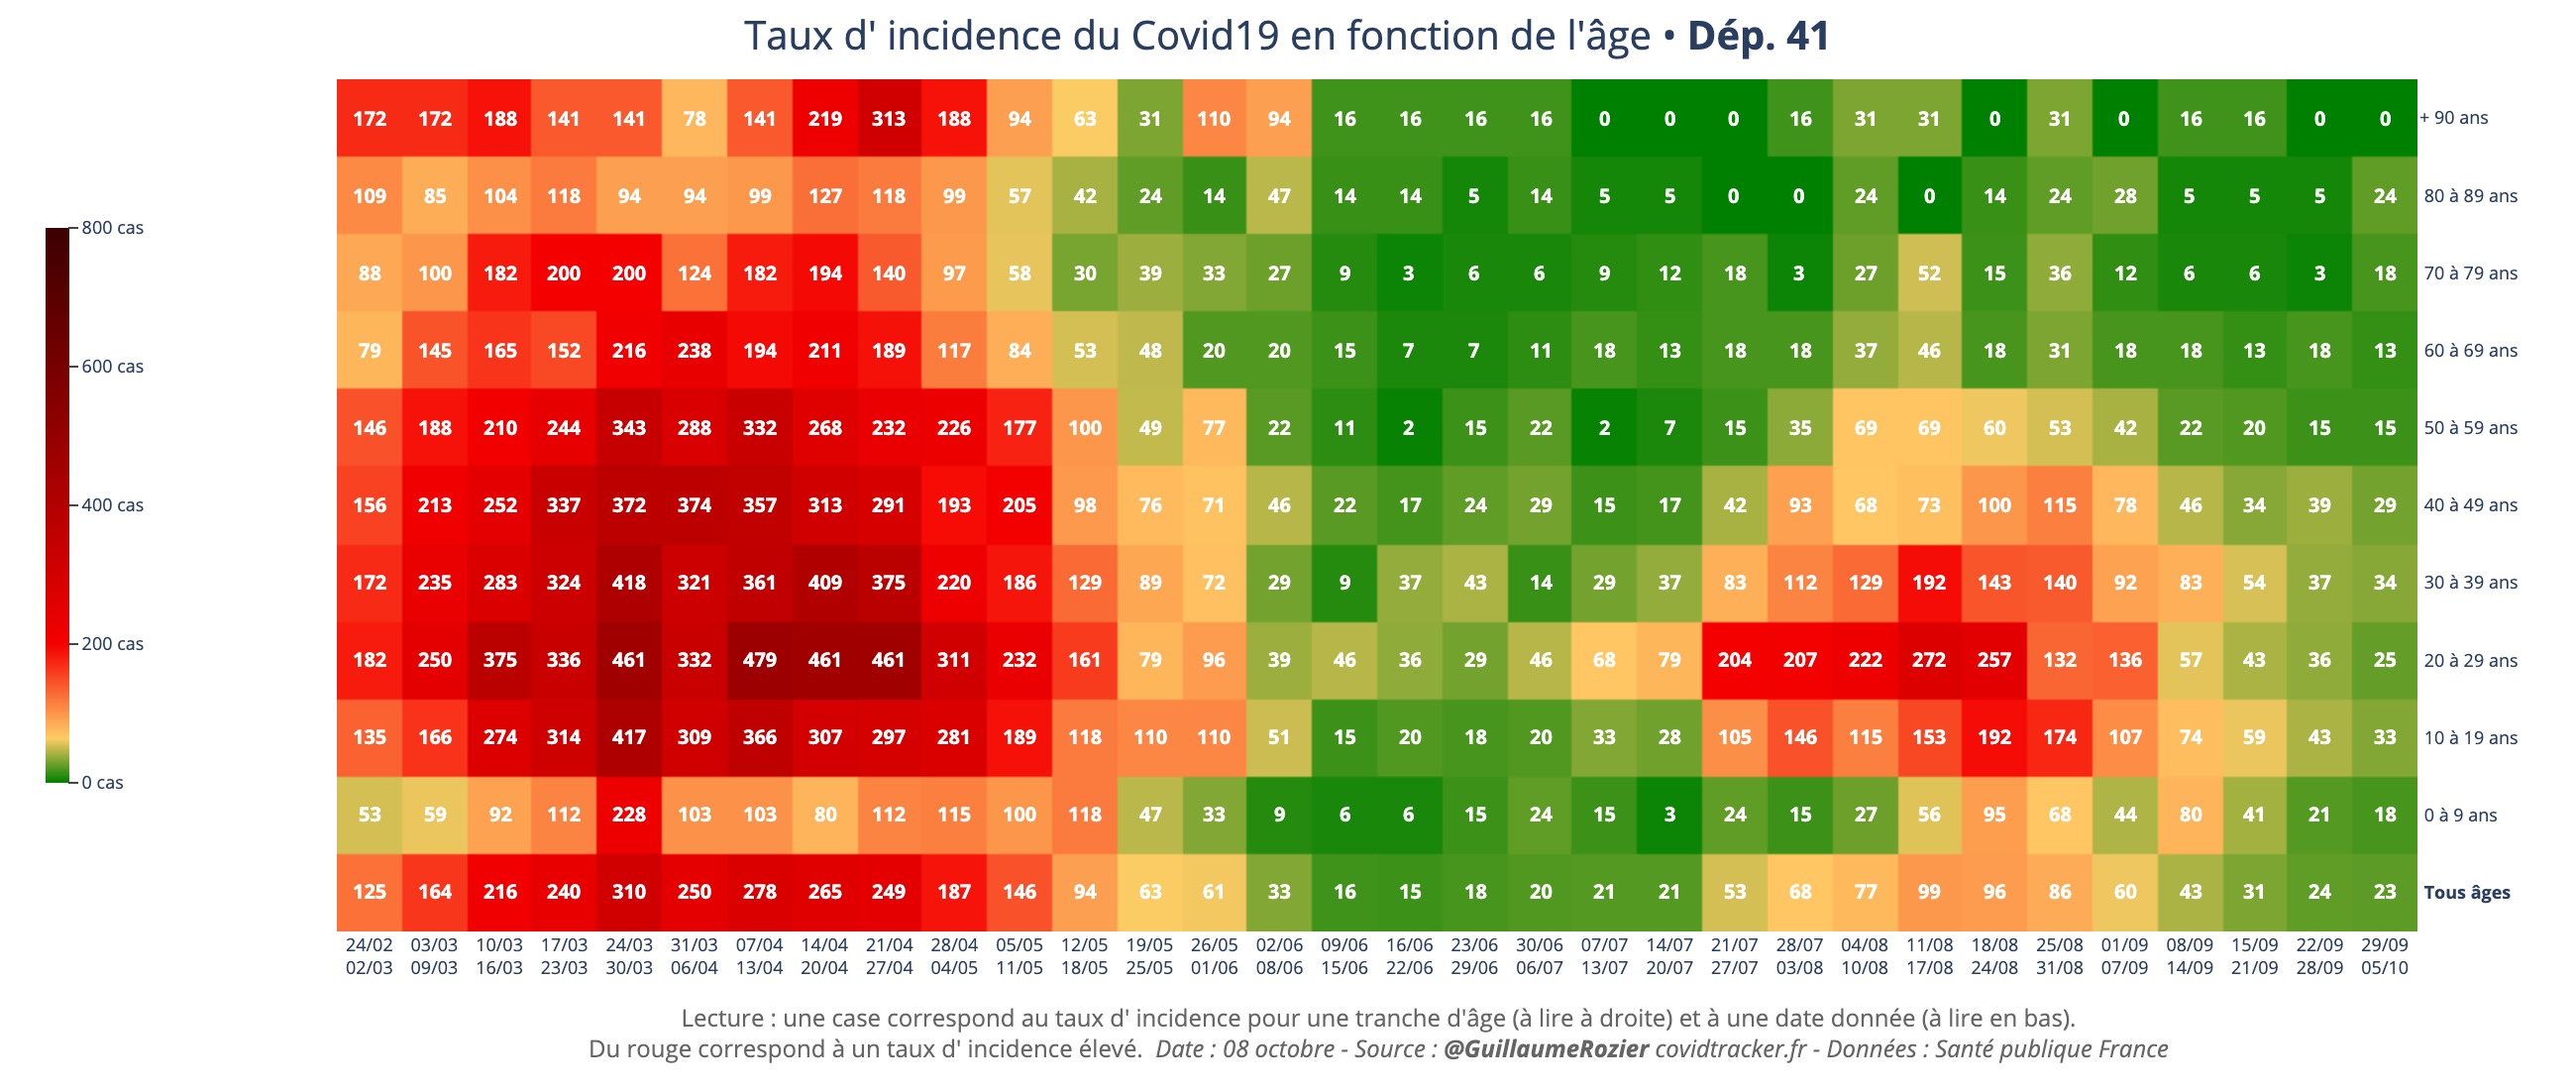 Taux d' incidence du Covid19 en fonction de l'âge • Dép. 41
172 172 188 141 141 78 141 219 313 188 94 63 31 110 94 16 16 16 16 0 0 0 16 31 31 0 31 0 16 16 0 0 + 90 ans
109 85 104 118 94 94 99 127 118 99 57 42 24 14 47 14 14 5 14 5 5 0 0 24 0 14 24 28 5 5 5 24 80 à 89 ans
800 cas
88 100 182 200 200 124 182 194 140 97 58 30 39 33 27 9 3 6 6 9 12 18 3 27 52 15 36 12 6 6 3 18 70 à 79 ans
79 145 165 152 216 238 194 211 189 117 84 53 48 20 20 15 7 7 11 18 13 18 18 37 46 18 31 18 18 13 18 13 60 à 69 ans
600 cas
146 188 210 244 343 288 332 268 232 226 177 100 49 77 22 11 2 15 22 2 7 15 35 69 69 60 53 42 22 20 15 15 50 à 59 ans
400 cas
156 213 252 337 372 374 357 313 291 193 205 98 76 71 46 22 17 24 29 15 17 42 93 68 73 100 115 78 46 34 39 29 40 à 49 ans
172 235 283 324 418 321 361 409 375 220 186 129 89 72 29 9 37 43 14 29 37 83 112 129 192 143 140 92 83 54 37 34 30 à 39 ans
200 cas
182 250 375 336 461 332 479 461 461 311 232 161 79 96 39 46 36 29 46 68 79 204 207 222 272 257 132 136 57 43 36 25 20 à 29 ans
135 166 274 314 417 309 366 307 297 281 189 118 110 110 51 15 20 18 20 33 28 105 146 115 153 192 174 107 74 59 43 33 10 à 19 ans
0 cas
53 59 92 112 228 103 103 80 112 115 100 118 47 33 9 6 6 15 24 15 3 24 15 27 56 95 68 44 80 41 21 18 0 à 9 ans
125 164 216 240 310 250 278 265 249 187 146 94 63 61 33 16 15 18 20 21 21 53 68 77 99 96 86 60 43 31 24 23 Tous âges
24/02 03/03 10/03 17/03 24/03 31/03 07/04 14/04 21/04 28/04 05/05 12/05 19/05 26/05 02/06 09/06 16/06 23/06 30/06 07/07 14/07 21/07 28/07 04/08 11/08 18/08 25/08 01/09 08/09 15/09 22/09 29/09
02/03 09/03 16/03 23/03 30/03 06/04 13/04 20/04 27/04 04/05 11/05 18/05 25/05 01/06 08/06 15/06 22/06 29/06 06/07 13/07 20/07 27/07 03/08 10/08 17/08 24/08 31/08 07/09 14/09 21/09 28/09 05/10
Lecture : une case correspond au taux d' incidence pour une tranche d'âge (à lire à droite) et à une date donnée (à lire en bas).
Du rouge correspond à un taux d' incidence élevé. Date : 08 octobre - Source : @GuillaumeRozier covidtracker.fr - Données : Santé publique France